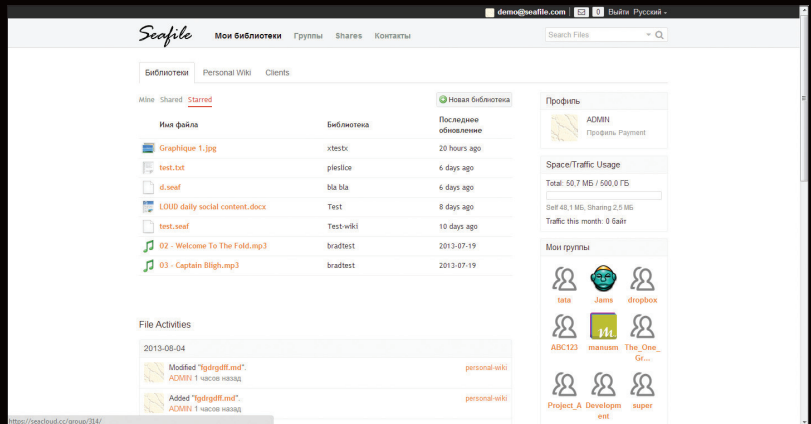 demo@seafile.com 0 Выйти Русский
Seafile Мои библиотеки Группы Shares Контакты Search Files
Библиотеки Personal Wiki Clients
Mine Shared Starred Новая библиотека
Имя файла Библиотека Последнее обновление
Graphique 1.jpg xtestx 20 hours ago
test.txt pleslice 6 days ago
d.seaf bla bla 6 days ago
LOUD daily social content.docx Test 8 days ago
test.seaf Test-wiki 10 days ago
02 - Welcome To The Fold.mp3 bradtest 2013-07-19
03 - Captain Bligh.mp3 bradtest 2013-07-19
File Activities
2013-08-04
Modified "fgdrgdff.md". personal-wiki
ADMIN 1 часов назад
Added "fgdrgdff.md". personal-wiki
ADMIN 1 часов назад
Профиль
ADMIN
Профиль Payment
Space/Traffic Usage
Total: 50,7 МБ / 500,0 ГБ
Self 48,1 МБ, Sharing 2,5 МБ
Traffic this month: 0 байт
Мои группы
tata Jams dropbox
ABC123 manusm The_One_
Gr...
Project_A Developm super
ent
https://seacloud.cc/group/314/